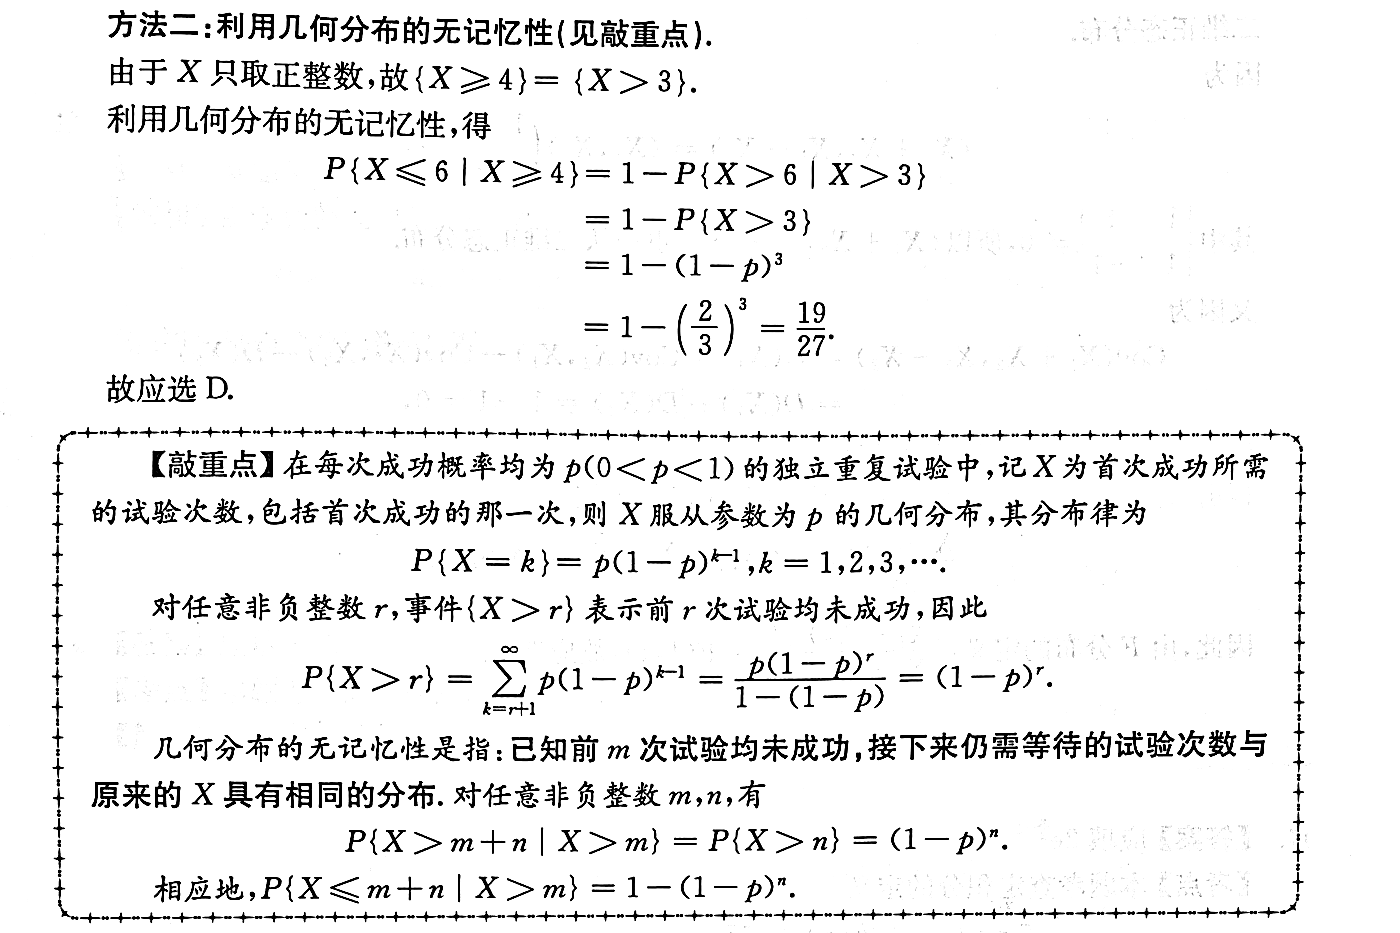 方法二:利用几何分布的无记忆性(见敲重点).
由于 X 只取正整数,故{X⩾4}= {X>3}.
利用几何分布的无记忆性,得
P{X⩽6 | X⩾4}=1-P{X>6 | X>3}
=1-P{X>3}
=1-(1-p)³
=1-(2/3)³=19/27.
故应选 D.
【敲重点】在每次成功概率均为 p(0<p<1) 的独立重复试验中,记 X 为首次成功所需
的试验次数,包括首次成功的那一次,则 X 服从参数为 p 的几何分布,其分布律为
P{X=k}=p(1-p)^{k-1},k=1,2,3,….
对任意非负整数 r,事件{X>r} 表示前 r 次试验均未成功,因此
P{X>r} = ∑_{k=r+1}^{∞} p(1-p)^{k-1} = p(1-p)^r/(1-(1-p)) = (1-p)^r.
几何分布的无记忆性是指:已知前 m 次试验均未成功,接下来仍需等待的试验次数与
原来的 X 具有相同的分布. 对任意非负整数 m,n,有
P{X>m+n | X>m} = P{X>n} = (1-p)^n.
相应地,P{X⩽m+n | X>m} = 1-(1-p)^n.